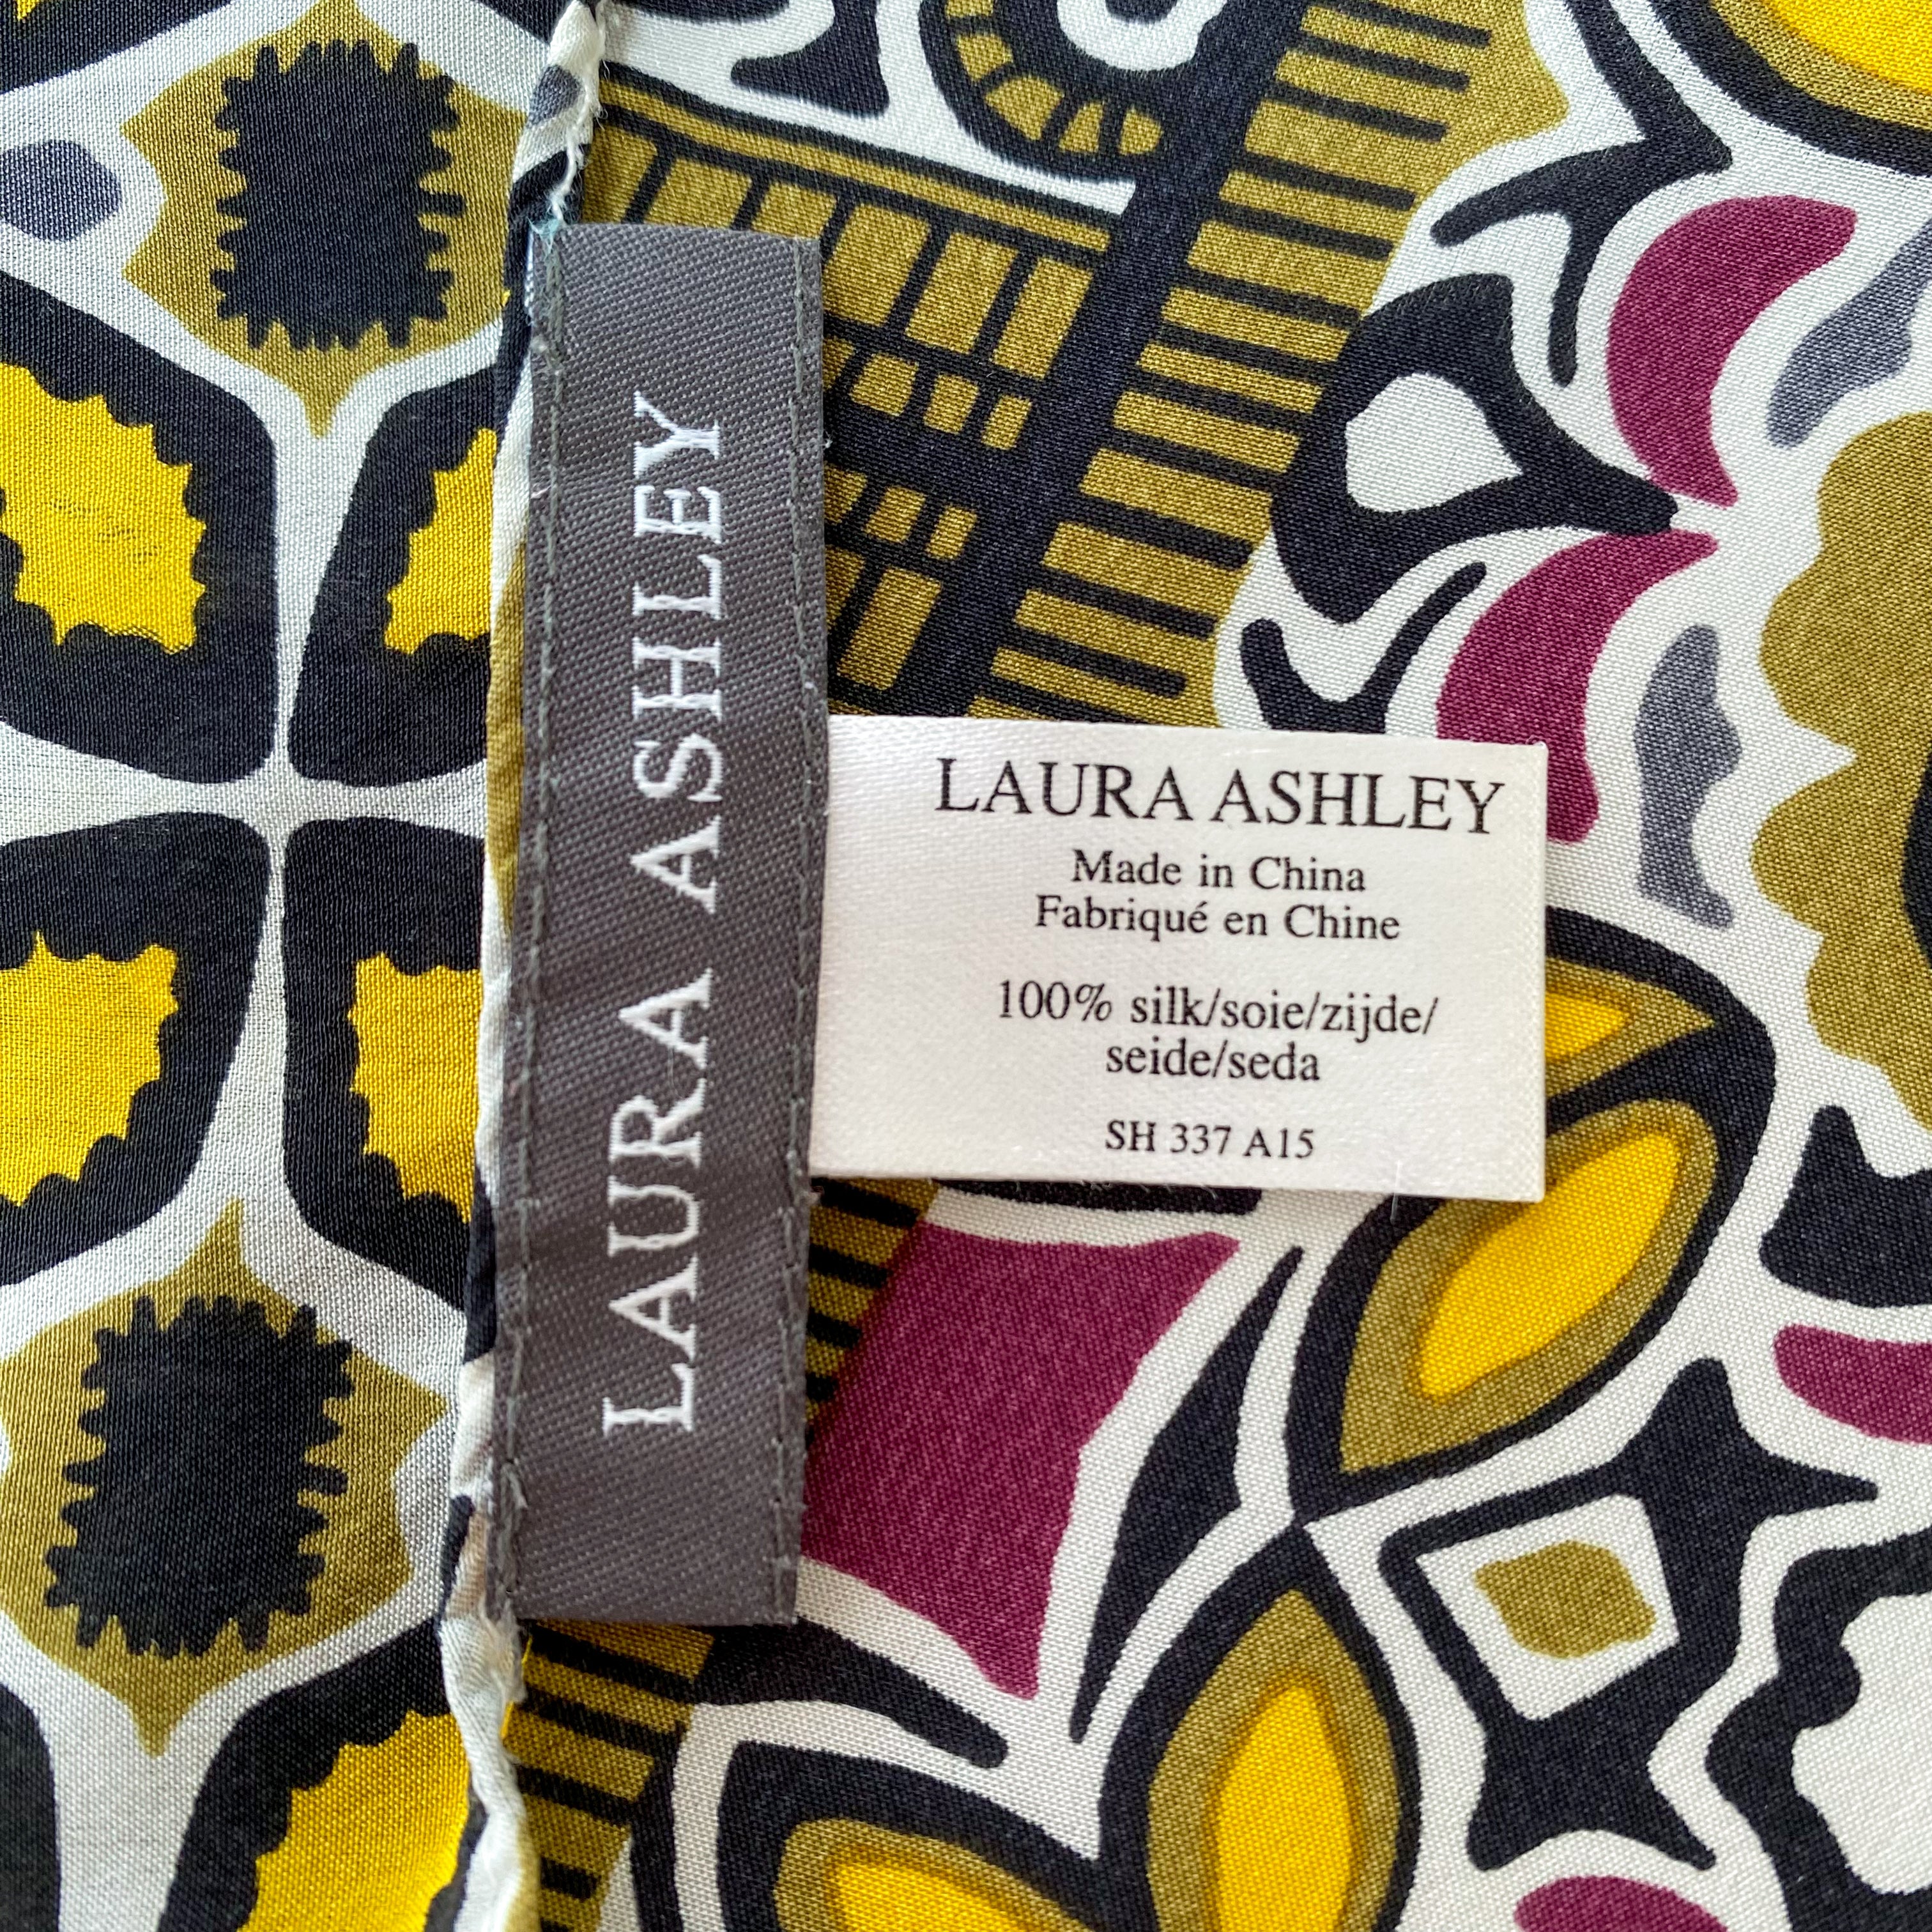 LAURA ASHLEY
LAURA ASHLEY
Made in China
Fabriqué en Chine
100% silk/soie/zijde/
seide/seda
SH 337 A15